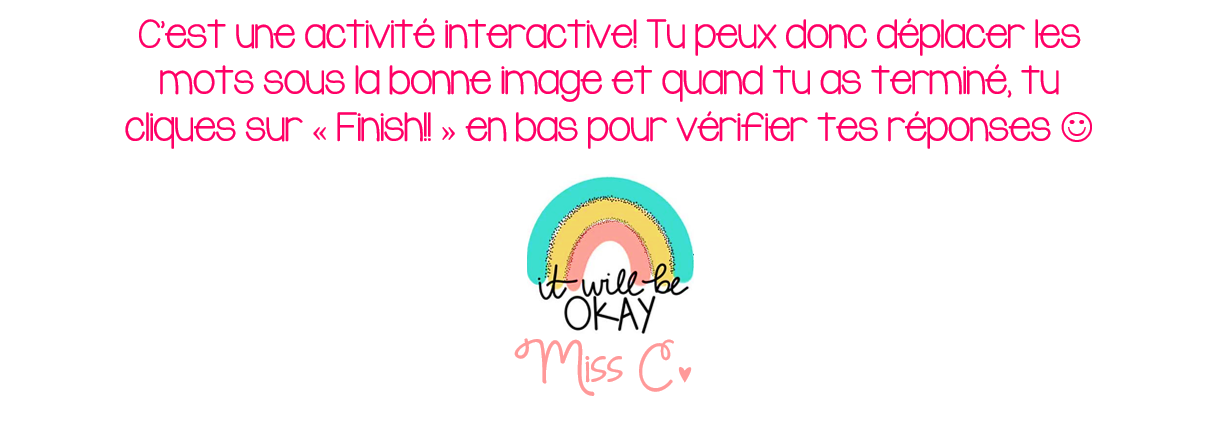 C'est une activité interactive! Tu peux donc déplacer les
mots sous la bonne image et quand tu as terminé, tu
cliques sur « Finish!! » en bas pour vérifier tes réponses ☺
it will be
OKAY
Miss C.